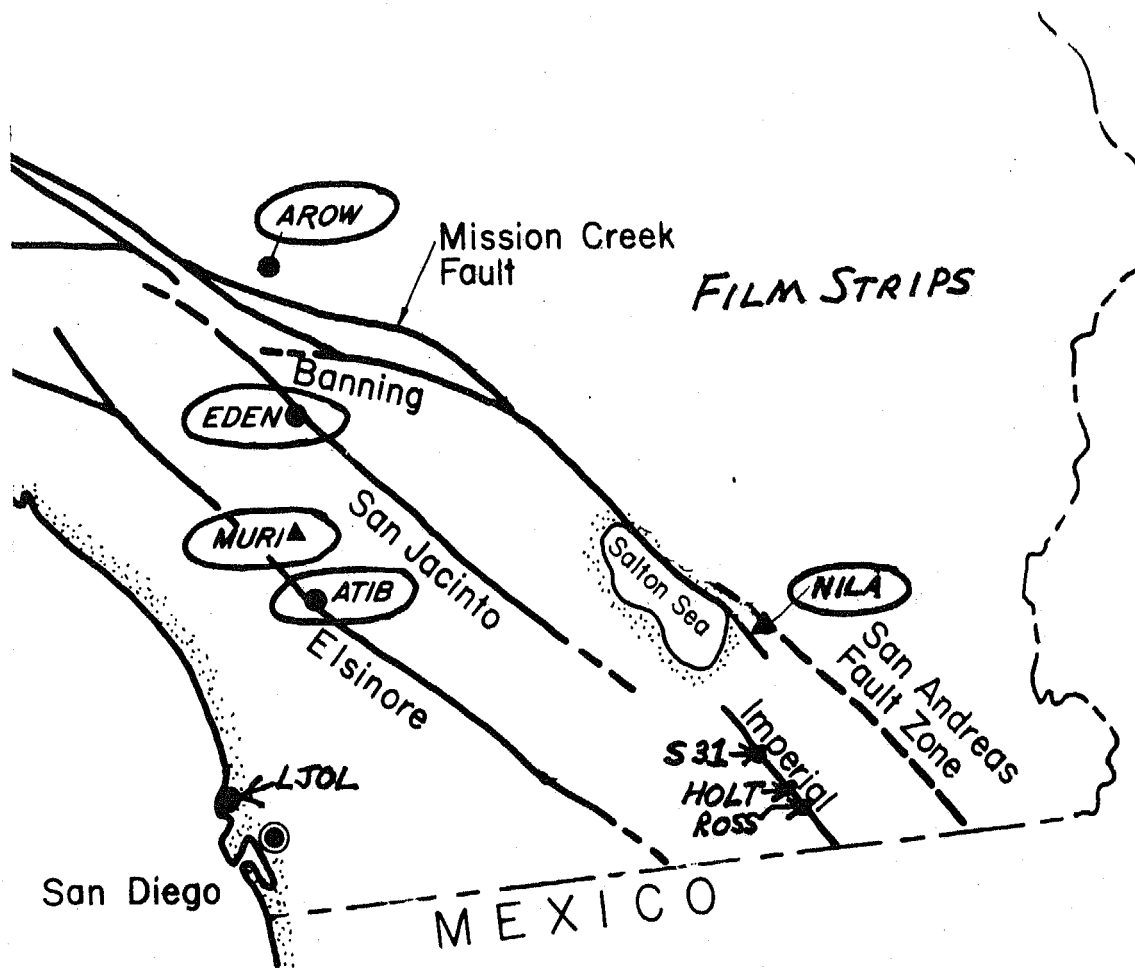 AROW
Mission Creek
Fault
FILM STRIPS
Banning
EDEN
San Jacinto
MURI
ATIB
Elsinore
Salton Sea
NILA
San Andreas
Fault Zone
Imperial
S31
HOLT
ROSS
LJOL
San Diego
MEXICO